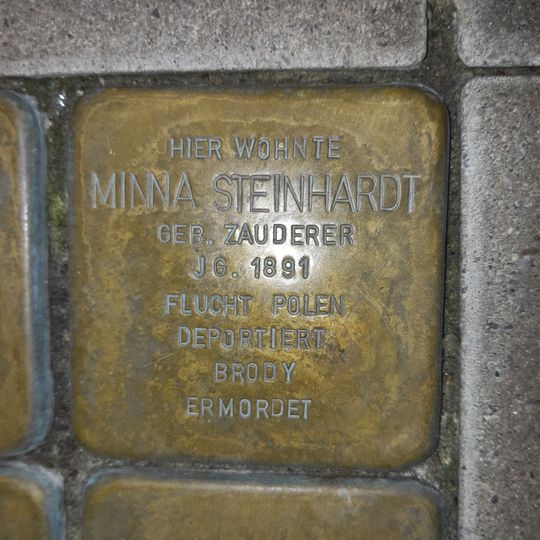 HIER WOHNTE
MINNA STEINHARDT
GEB. ZAUDERER
JG. 1891
FLUCHT POLEN
DEPORTIERT
BRODY
ERMORDET